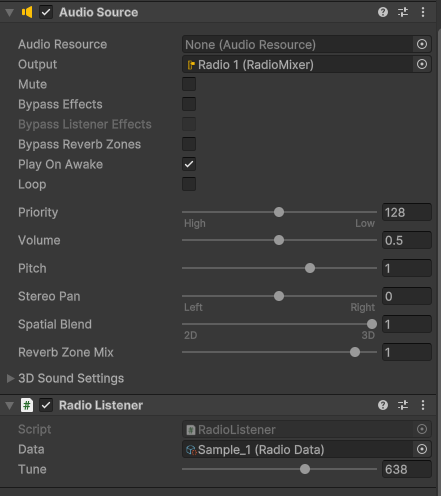 Audio Source
Audio Resource None (Audio Resource)
Output Radio 1 (RadioMixer)
Mute
Bypass Effects
Bypass Listener Effects
Bypass Reverb Zones
Play On Awake
Loop
Priority 128
High Low
Volume 0.5
Pitch 1
Stereo Pan 0
Left Right
Spatial Blend 1
2D 3D
Reverb Zone Mix 1
3D Sound Settings
# Radio Listener
Script # RadioListener
Data Sample_1 (Radio Data)
Tune 638